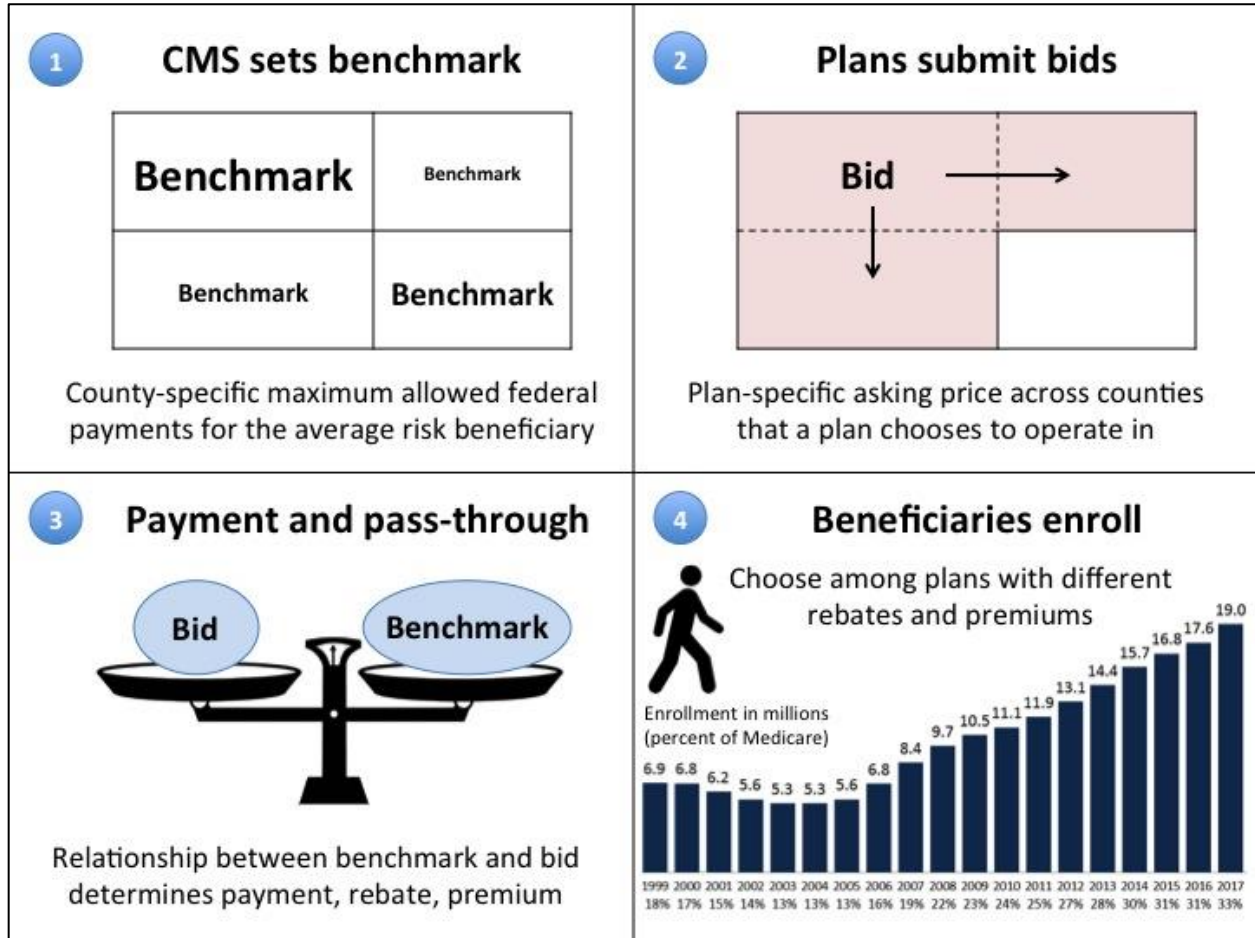 1
CMS sets benchmark
Benchmark
Benchmark
Benchmark
Benchmark
County-specific maximum allowed federal
payments for the average risk beneficiary
2
Plans submit bids
Bid
Plan-specific asking price across counties
that a plan chooses to operate in
3
Payment and pass-through
Bid
Benchmark
Relationship between benchmark and bid
determines payment, rebate, premium
4
Beneficiaries enroll
Choose among plans with different
rebates and premiums
Enrollment in millions
(percent of Medicare)
6.9 6.8 6.2 5.6 5.3 5.3 5.6 6.8 8.4 9.7 10.5 11.1 11.9 13.1 14.4 15.7 16.8 17.6 19.0
1999 2000 2001 2002 2003 2004 2005 2006 2007 2008 2009 2010 2011 2012 2013 2014 2015 2016 2017
18% 17% 15% 14% 13% 13% 13% 16% 19% 22% 23% 24% 25% 27% 28% 30% 31% 31% 33%